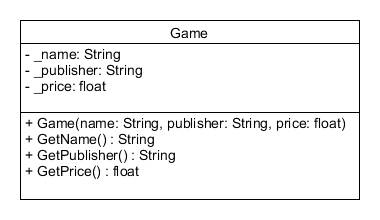 Game
- _name: String
- _publisher: String
- _price: float
+ Game(name: String, publisher: String, price: float)
+ GetName() : String
+ GetPublisher() : String
+ GetPrice() : float